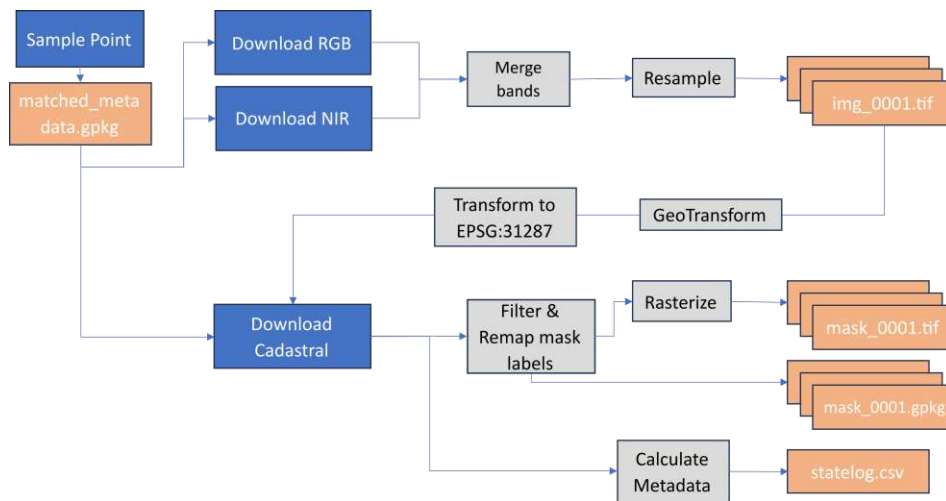 Sample Point
matched_meta
data.gpkg
Download RGB
Download NIR
Merge
bands
Resample
img_0001.tif
Transform to
EPSG:31287
GeoTransform
Download
Cadastral
Filter &
Remap mask
labels
Rasterize
mask_0001.tif
mask_0001.gpkg
Calculate
Metadata
statelog.csv